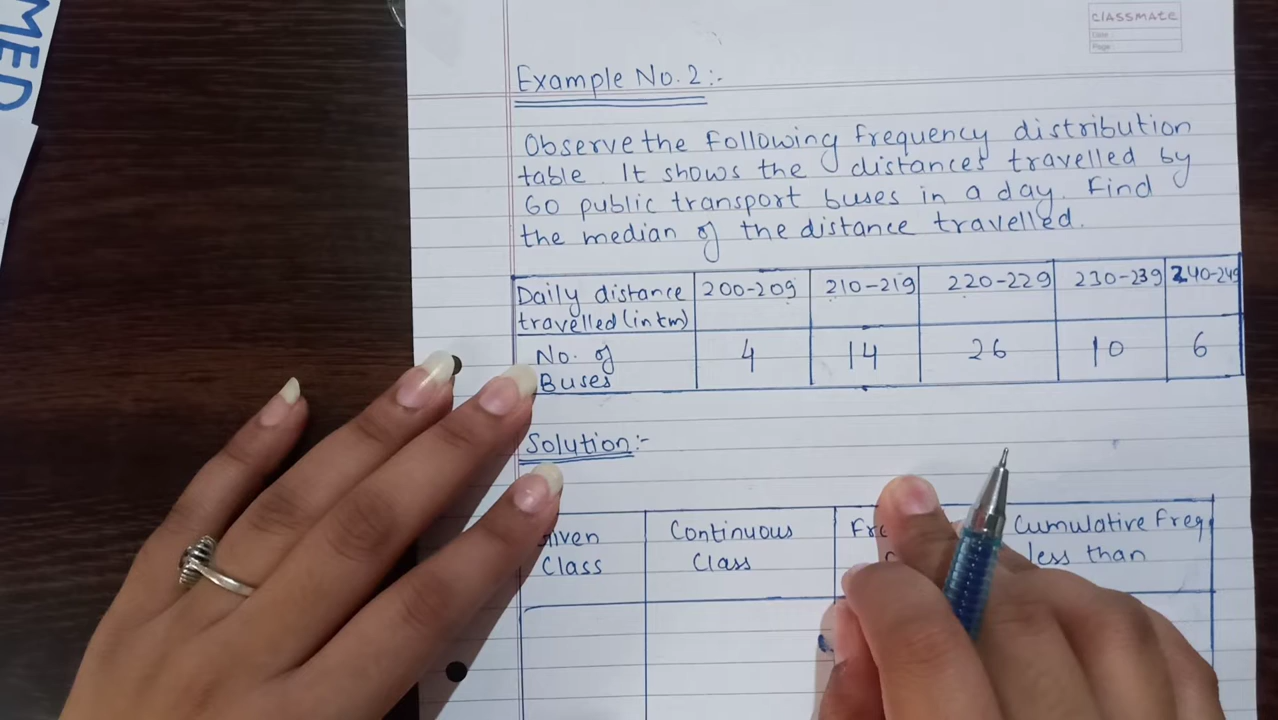 MED
CLASSMATE
Date :
Page :
Example No. 2:-
Observe the Following frequency distribution
table. It shows the distances travelled by
60 public transport buses in a day. Find
the median of the distance travelled.
Daily distance travelled (in km) 200-209 210-219 220-229 230-239 240-249
No. of Buses 4 14 26 10 6
Solution:-
Class Continuous Class Cumulative Freq. less than